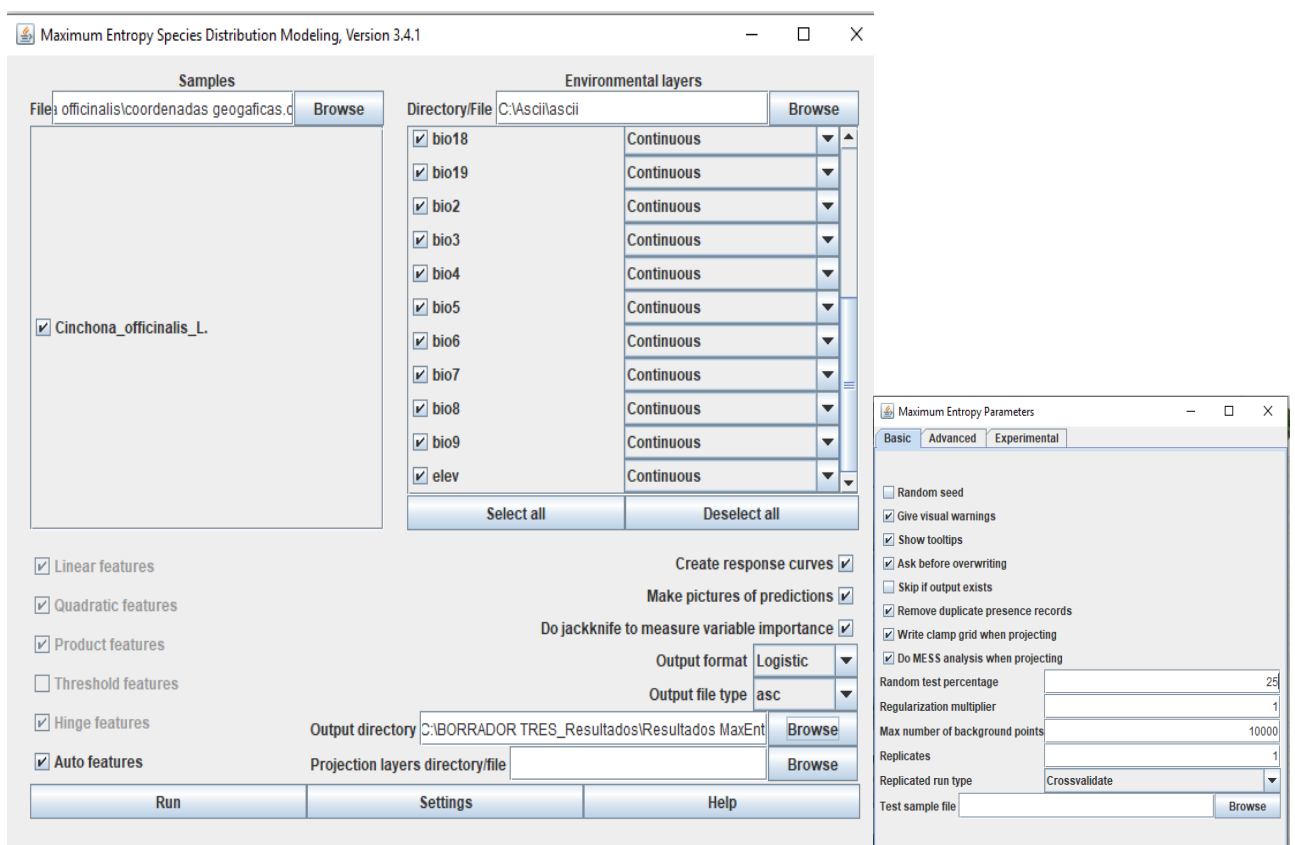 Maximum Entropy Species Distribution Modeling, Version 3.4.1
Samples
File officinalis\coordenadas geogaficas.c Browse
Cinchona_officinalis_L.
Environmental layers
Directory/File C:\Ascii\ascii Browse
bio18 Continuous
bio19 Continuous
bio2 Continuous
bio3 Continuous
bio4 Continuous
bio5 Continuous
bio6 Continuous
bio7 Continuous
bio8 Continuous
bio9 Continuous
elev Continuous
Select all Deselect all
Linear features
Quadratic features
Product features
Threshold features
Hinge features
Auto features
Create response curves
Make pictures of predictions
Do jackknife to measure variable importance
Output format Logistic
Output file type asc
Output directory C:\BORRADOR TRES_Resultados\Resultados MaxEnt Browse
Projection layers directory/file Browse
Run Settings Help
Maximum Entropy Parameters
Basic Advanced Experimental
Random seed
Give visual warnings
Show tooltips
Ask before overwriting
Skip if output exists
Remove duplicate presence records
Write clamp grid when projecting
Do MESS analysis when projecting
Random test percentage 25
Regularization multiplier 1
Max number of background points 10000
Replicates 1
Replicated run type Crossvalidate
Test sample file Browse